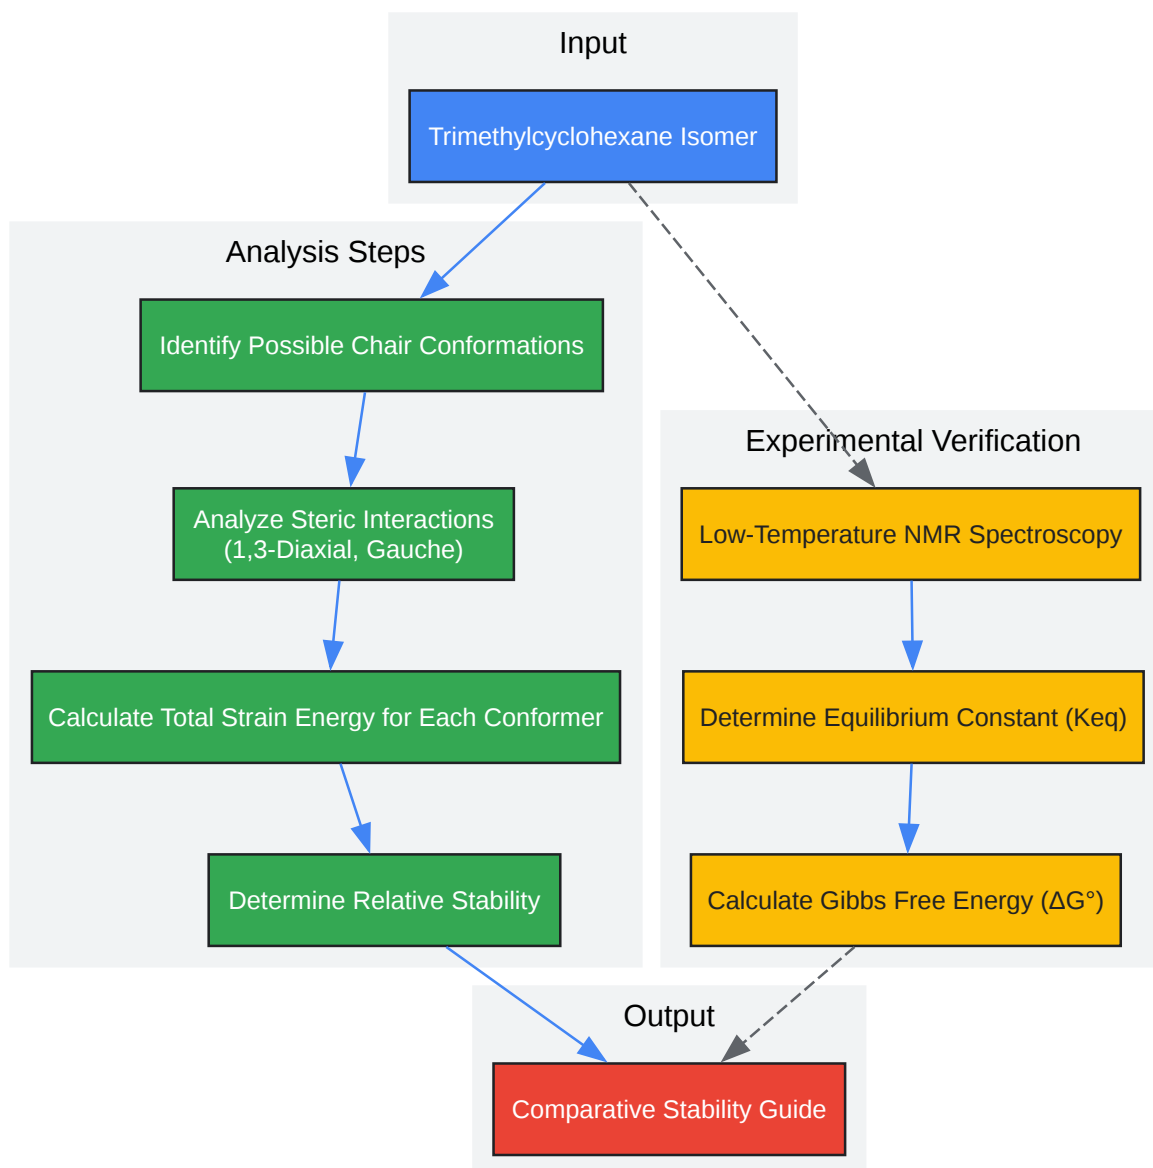 Input
Trimethylcyclohexane Isomer
Analysis Steps
Identify Possible Chair Conformations
Analyze Steric Interactions
(1,3-Diaxial, Gauche)
Calculate Total Strain Energy for Each Conformer
Determine Relative Stability
Experimental Verification
Low-Temperature NMR Spectroscopy
Determine Equilibrium Constant (Keq)
Calculate Gibbs Free Energy (ΔG°)
Output
Comparative Stability Guide